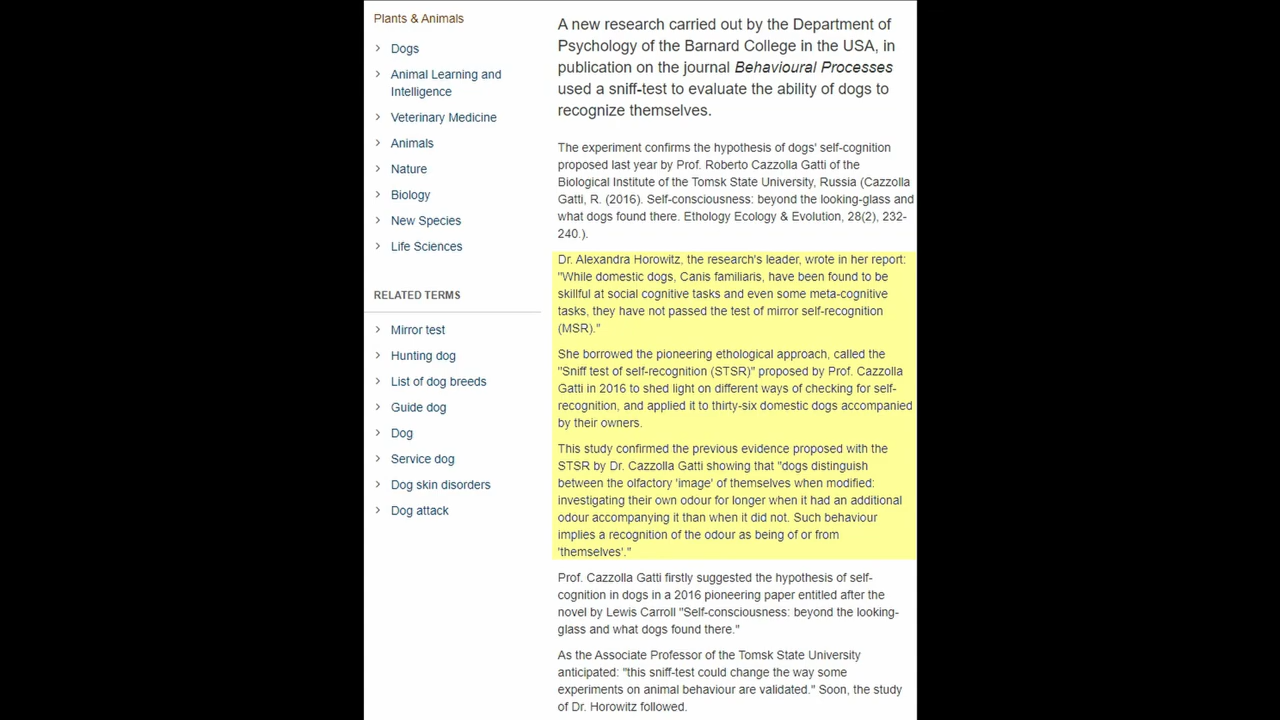 Plants & Animals
Dogs
Animal Learning and
Intelligence
Veterinary Medicine
Animals
Nature
Biology
New Species
Life Sciences
RELATED TERMS
Mirror test
Hunting dog
List of dog breeds
Guide dog
Dog
Service dog
Dog skin disorders
Dog attack
A new research carried out by the Department of
Psychology of the Barnard College in the USA, in
publication on the journal Behavioural Processes
used a sniff-test to evaluate the ability of dogs to
recognize themselves.
The experiment confirms the hypothesis of dogs' self-cognition
proposed last year by Prof. Roberto Cazzolla Gatti of the
Biological Institute of the Tomsk State University, Russia (Cazzolla
Gatti, R. (2016). Self-consciousness: beyond the looking-glass and
what dogs found there. Ethology Ecology & Evolution, 28(2), 232-
240.).
Dr. Alexandra Horowitz, the research's leader, wrote in her report:
"While domestic dogs, Canis familiaris, have been found to be
skillful at social cognitive tasks and even some meta-cognitive
tasks, they have not passed the test of mirror self-recognition
(MSR)."
She borrowed the pioneering ethological approach, called the
"Sniff test of self-recognition (STSR)" proposed by Prof. Cazzolla
Gatti in 2016 to shed light on different ways of checking for self-
recognition, and applied it to thirty-six domestic dogs accompanied
by their owners.
This study confirmed the previous evidence proposed with the
STSR by Dr. Cazzolla Gatti showing that "dogs distinguish
between the olfactory 'image' of themselves when modified:
investigating their own odour for longer when it had an additional
odour accompanying it than when it did not. Such behaviour
implies a recognition of the odour as being of or from
'themselves'."
Prof. Cazzolla Gatti firstly suggested the hypothesis of self-
cognition in dogs in a 2016 pioneering paper entitled after the
novel by Lewis Carroll "Self-consciousness: beyond the looking-
glass and what dogs found there."
As the Associate Professor of the Tomsk State University
anticipated: "this sniff-test could change the way some
experiments on animal behaviour are validated." Soon, the study
of Dr. Horowitz followed.